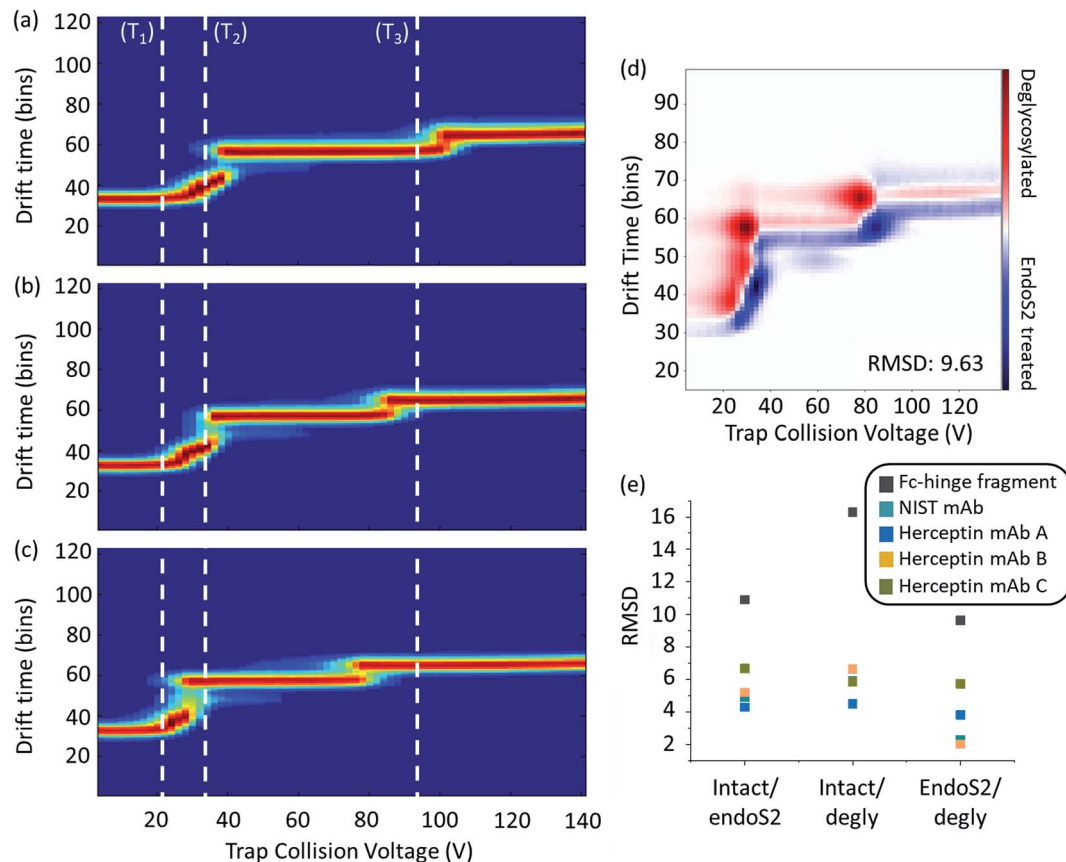 (a)
(T1)
(T2)
(T3)
Drift time (bins)
120
100
80
60
40
20
(b)
Drift time (bins)
120
100
80
60
40
20
(c)
Drift time (bins)
120
100
80
60
40
20
20
40
60
80
100
120
140
Trap Collision Voltage (V)
(d)
Drift Time (bins)
90
80
70
60
50
40
30
20
RMSD: 9.63
Deglycosylated
EndoS2 treated
20
40
60
80
100
120
Trap Collision Voltage (V)
(e)
Fc-hinge fragment
NIST mAb
Herceptin mAb A
Herceptin mAb B
Herceptin mAb C
RMSD
16
14
12
10
8
6
4
2
Intact/
endoS2
Intact/
degly
EndoS2/
degly